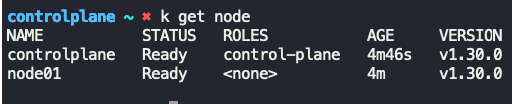 controlplane ~ ✖ k get node
NAME           STATUS   ROLES           AGE     VERSION
controlplane   Ready    control-plane   4m46s   v1.30.0
node01         Ready    <none>          4m      v1.30.0